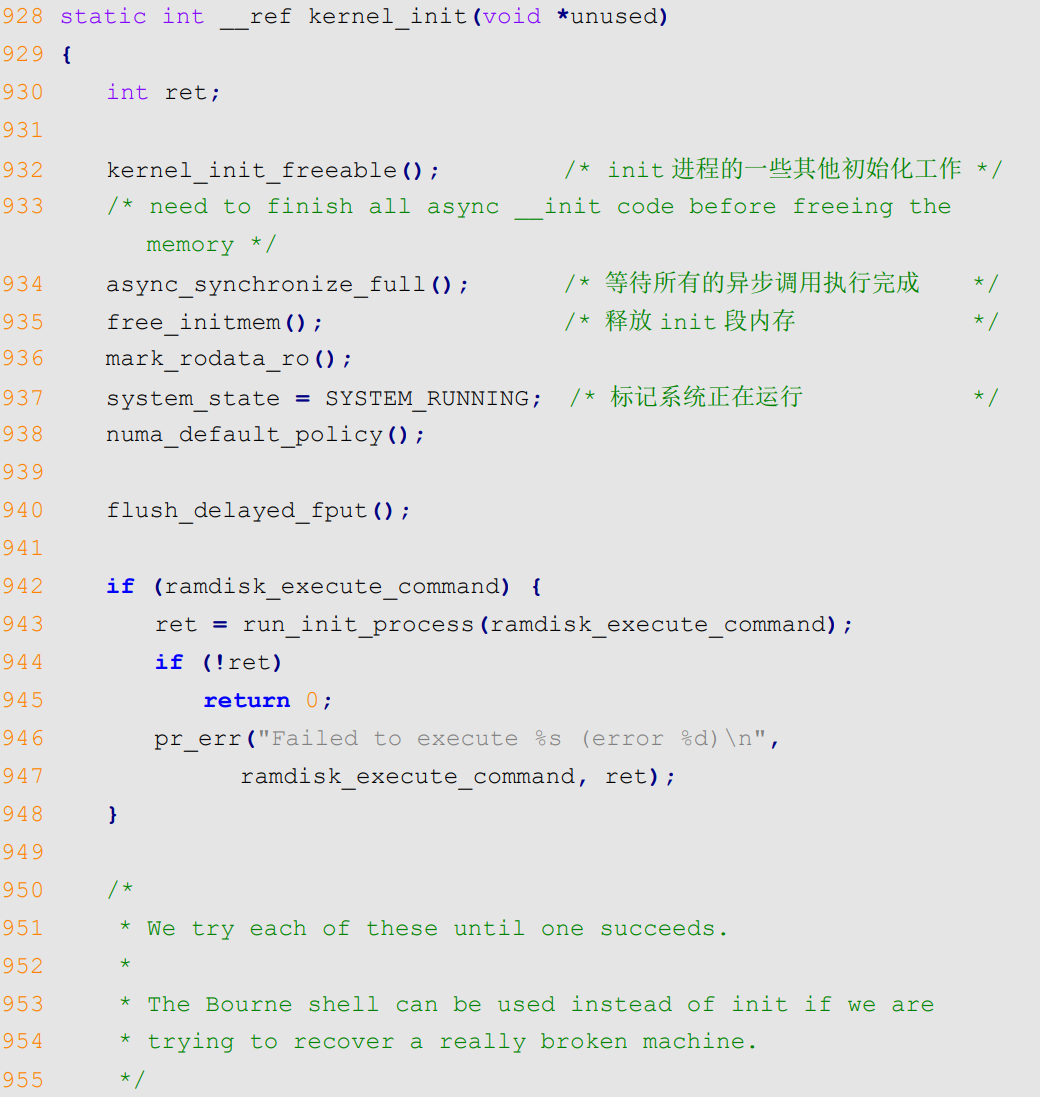 928 static int __ref kernel_init(void *unused)
929 {
930     int ret;
931
932     kernel_init_freeable();         /* init 进程的一些其他初始化工作 */
933     /* need to finish all async __init code before freeing the
        memory */
934     async_synchronize_full();       /* 等待所有的异步调用执行完成    */
935     free_initmem();                 /* 释放 init 段内存             */
936     mark_rodata_ro();
937     system_state = SYSTEM_RUNNING;  /* 标记系统正在运行             */
938     numa_default_policy();
939
940     flush_delayed_fput();
941
942     if (ramdisk_execute_command) {
943         ret = run_init_process(ramdisk_execute_command);
944         if (!ret)
945             return 0;
946         pr_err("Failed to execute %s (error %d)\n",
947                ramdisk_execute_command, ret);
948     }
949
950     /*
951      * We try each of these until one succeeds.
952      *
953      * The Bourne shell can be used instead of init if we are
954      * trying to recover a really broken machine.
955      */